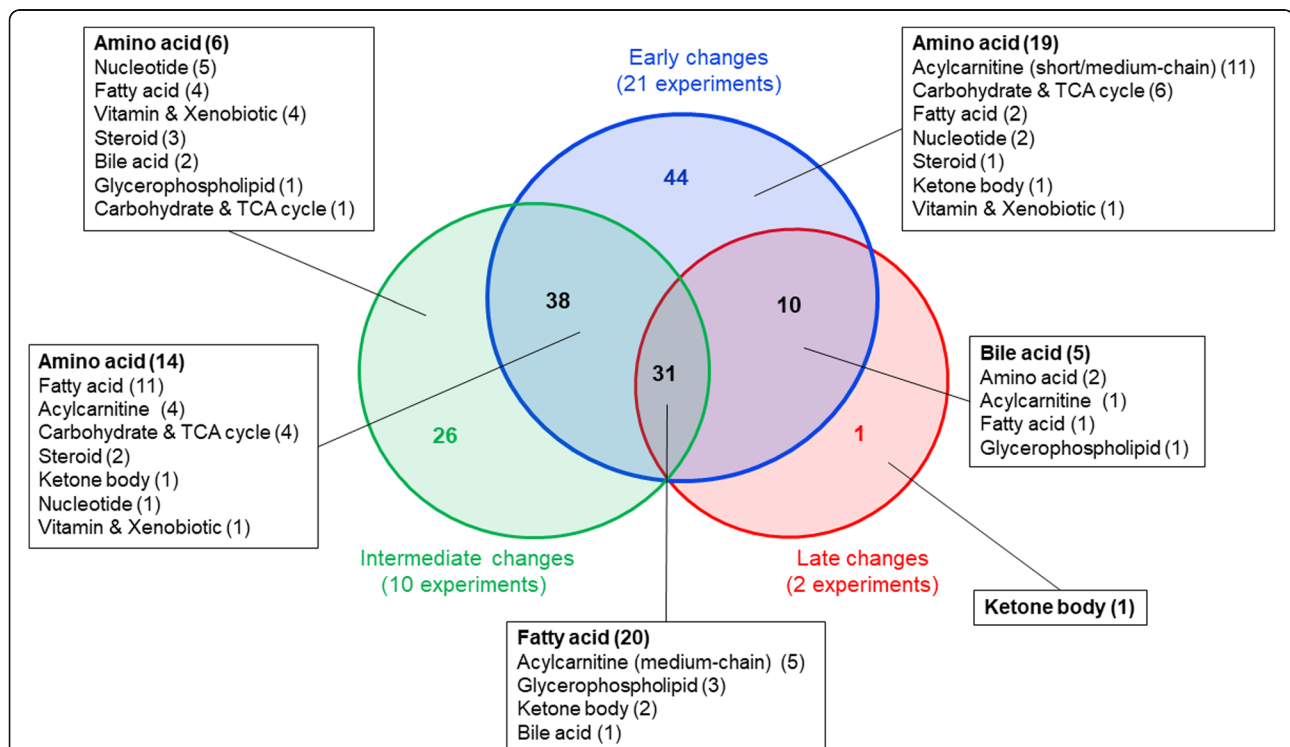 Amino acid (6)
Nucleotide (5)
Fatty acid (4)
Vitamin & Xenobiotic (4)
Steroid (3)
Bile acid (2)
Glycerophospholipid (1)
Carbohydrate & TCA cycle (1)
Early changes
(21 experiments)
Amino acid (19)
Acylcarnitine (short/medium-chain) (11)
Carbohydrate & TCA cycle (6)
Fatty acid (2)
Nucleotide (2)
Steroid (1)
Ketone body (1)
Vitamin & Xenobiotic (1)
44
38
10
31
26
1
Amino acid (14)
Fatty acid (11)
Acylcarnitine (4)
Carbohydrate & TCA cycle (4)
Steroid (2)
Ketone body (1)
Nucleotide (1)
Vitamin & Xenobiotic (1)
Bile acid (5)
Amino acid (2)
Acylcarnitine (1)
Fatty acid (1)
Glycerophospholipid (1)
Intermediate changes
(10 experiments)
Late changes
(2 experiments)
Ketone body (1)
Fatty acid (20)
Acylcarnitine (medium-chain) (5)
Glycerophospholipid (3)
Ketone body (2)
Bile acid (1)